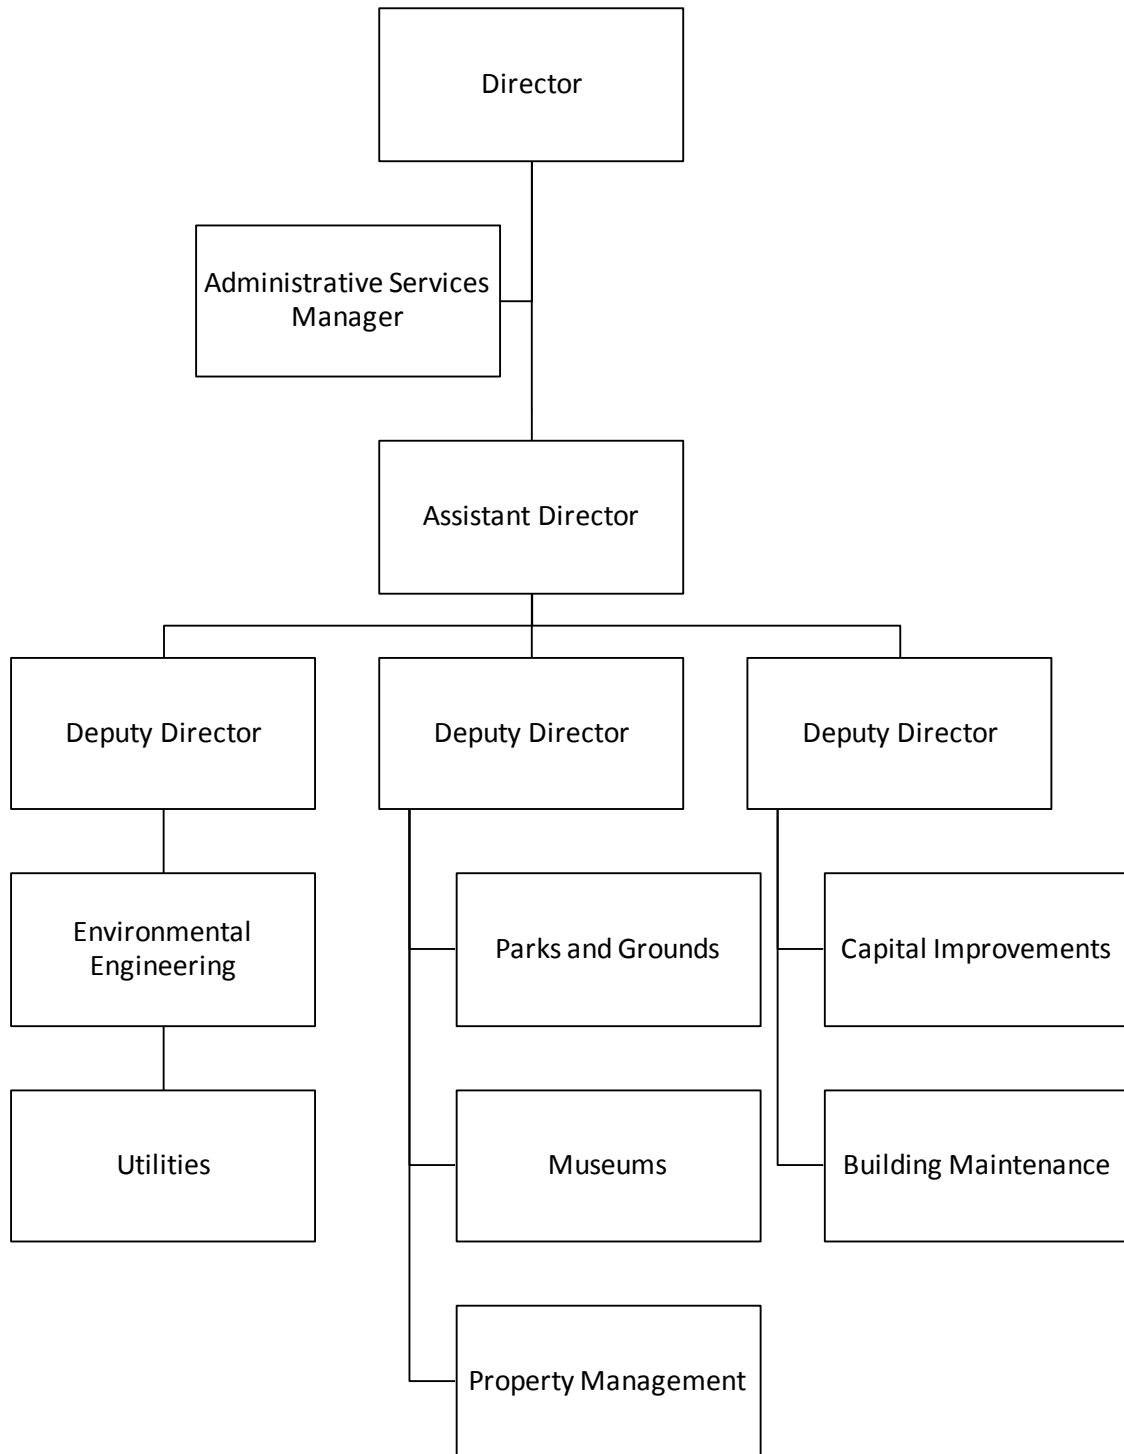 Director
Administrative Services
Manager
Assistant Director
Deputy Director
Deputy Director
Deputy Director
Environmental
Engineering
Parks and Grounds
Capital Improvements
Utilities
Museums
Building Maintenance
Property Management